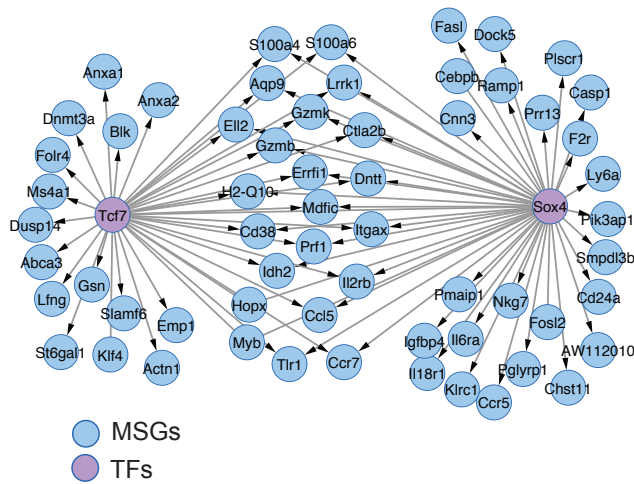 Fasl
Dock5
S100a4
S100a6
Plscr1
Anxa1
Cebpb
Aqp9
Lrrk1
Ramp1
Casp1
Anxa2
Dnmt3a
Gzmk
Cnn3
Prr13
Blk
Ell2
Ctla2b
F2r
Gzmb
Folr4
Errfi1
Dntt
Ly6a
Ms4a1
H2-Q10
Tcf7
Mdfic
Sox4
Dusp14
Pik3ap1
Cd38
Itgax
Prf1
Smpdl3b
Abca3
Idh2
Il2rb
Gsn
Pmaip1
Nkg7
Cd24a
Lfng
Hopx
Slamf6
Ccl5
Emp1
Fosl2
St6gal1
Klf4
Myb
Igfbp4
Il6ra
AW112010
Actn1
Tlr1
Ccr7
Il18r1
Pglyrp1
Klrc1
Ccr5
Chst11
MSGs
TFs